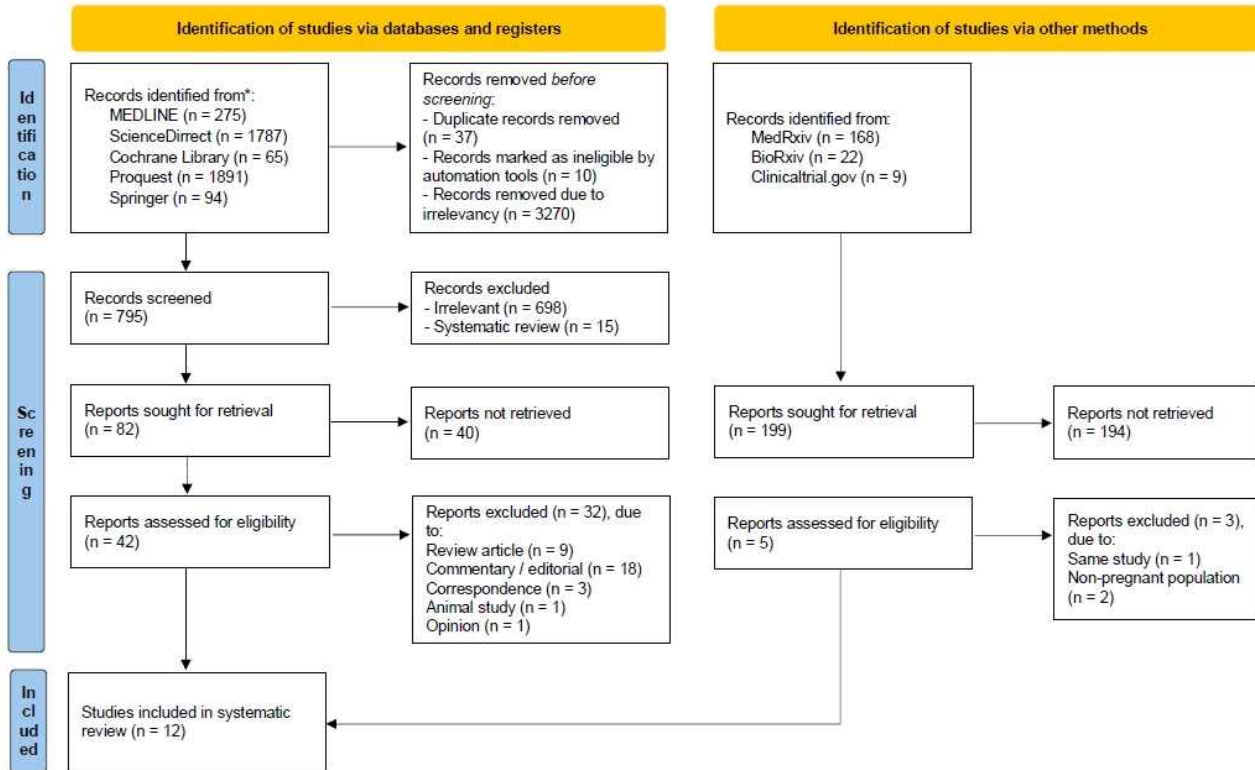 Identification of studies via databases and registers
Identification of studies via other methods
Id
en
tifi
ca
tio
n
Records identified from*:
MEDLINE (n = 275)
ScienceDirrect (n = 1787)
Cochrane Library (n = 65)
Proquest (n = 1891)
Springer (n = 94)
Records removed before
screening:
- Duplicate records removed
(n = 37)
- Records marked as ineligible by
automation tools (n = 10)
- Records removed due to
irrelevancy (n = 3270)
Records identified from:
MedRxiv (n = 168)
BioRxiv (n = 22)
Clinicaltrial.gov (n = 9)
Sc
re
en
in
g
Records screened
(n = 795)
Records excluded
- Irrelevant (n = 698)
- Systematic review (n = 15)
Reports sought for retrieval
(n = 82)
Reports not retrieved
(n = 40)
Reports sought for retrieval
(n = 199)
Reports not retrieved
(n = 194)
Reports assessed for eligibility
(n = 42)
Reports excluded (n = 32), due
to:
Review article (n = 9)
Commentary / editorial (n = 18)
Correspondence (n = 3)
Animal study (n = 1)
Opinion (n = 1)
Reports assessed for eligibility
(n = 5)
Reports excluded (n = 3),
due to:
Same study (n = 1)
Non-pregnant population
(n = 2)
In
cl
ud
ed
Studies included in systematic
review (n = 12)